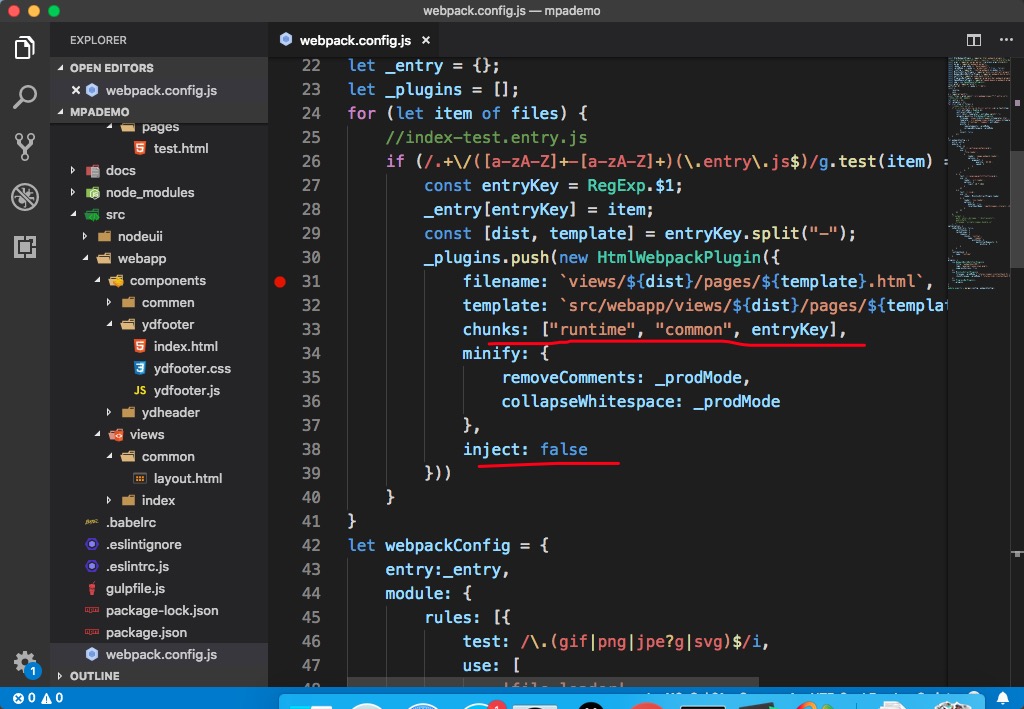 webpack.config.js — mpademo
EXPLORER
OPEN EDITORS
webpack.config.js
MPADEMO
pages
test.html
docs
node_modules
src
nodeuii
webapp
components
commen
ydfooter
index.html
ydfooter.css
JS ydfooter.js
ydheader
views
common
layout.html
index
.babelrc
.eslintignore
.eslintrc.js
gulpfile.js
package-lock.json
package.json
webpack.config.js
OUTLINE
webpack.config.js
22 let _entry = {};
23 let _plugins = [];
24 for (let item of files) {
25 //index-test.entry.js
26 if (/.+\/([a-zA-Z]+-[a-zA-Z]+)(\.entry\.js$)/g.test(item) =
27 const entryKey = RegExp.$1;
28 _entry[entryKey] = item;
29 const [dist, template] = entryKey.split("-");
30 _plugins.push(new HtmlWebpackPlugin({
31 filename: `views/${dist}/pages/${template}.html`,
32 template: `src/webapp/views/${dist}/pages/${templat
33 chunks: ["runtime", "common", entryKey],
34 minify: {
35 removeComments: _prodMode,
36 collapseWhitespace: _prodMode
37 },
38 inject: false
39 }))
40 }
41 }
42 let webpackConfig = {
43 entry:_entry,
44 module: {
45 rules: [{
46 test: /\.(gif|png|jpe?g|svg)$/i,
47 use: [
1
0 0